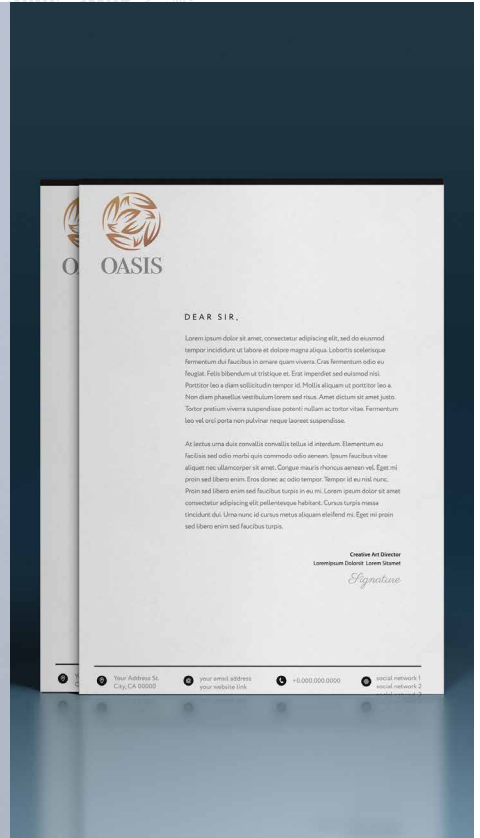 OASIS
DEAR SIR,
Lorem ipsum dolor sit amet, consectetur adipiscing elit, sed do eiusmod
tempor incididunt ut labore et dolore magna aliqua. Lobortis scelerisque
fermentum dui faucibus in ornare quam viverra. Cras fermentum odio eu
feugiat. Felis bibendum ut tristique et. Erat imperdiet sed euismod nisi.
Porttitor leo a diam sollicitudin tempor id. Mollis aliquam ut porttitor leo a.
Non diam phasellus vestibulum lorem sed risus. Amet dictum sit amet justo.
Tortor pretium viverra suspendisse potenti nullam ac tortor vitae. Fermentum
leo vel orci porta non pulvinar neque laoreet suspendisse.
At lectus urna duis convallis convallis tellus id interdum. Elementum eu
facilisis sed odio morbi quis commodo odio aenean. Ipsum faucibus vitae
aliquet nec ullamcorper sit amet. Congue mauris rhoncus aenean vel. Eget mi
proin sed libero enim. Eros donec ac odio tempor. Tempor id eu nisl nunc.
Proin sed libero enim sed faucibus turpis in eu mi. Lorem ipsum dolor sit amet
consectetur adipiscing elit pellentesque habitant. Cursus turpis massa
tincidunt dui. Urna nunc id cursus metus aliquam eleifend mi. Eget mi proin
sed libero enim sed faucibus turpis.
Creative Art Director
Loremipsum Dolorsit Lorem Sitamet
Signature
Your Address St.
City, CA 00000
your email address
your website link
+0.000.000.0000
social network 1
social network 2